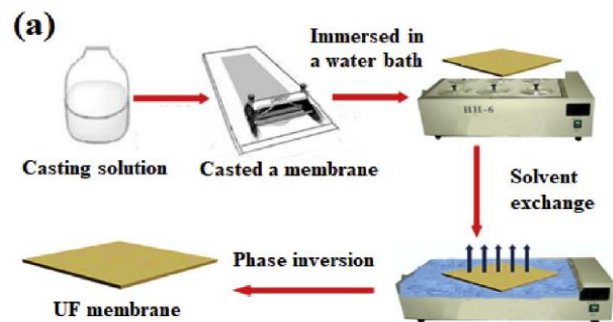 (a)
Immersed in
a water bath
HH-6
Casting solution
Casted a membrane
Solvent
exchange
Phase inversion
UF membrane